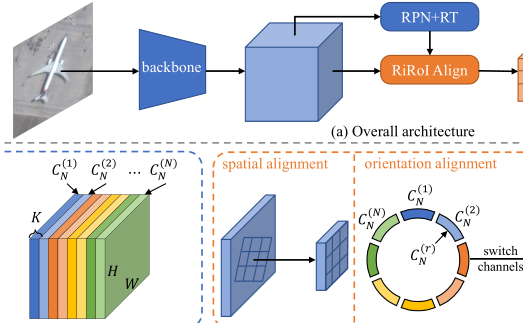 RPN+RT
backbone
RiRoI Align
(a) Overall architecture
C_N^{(1)} C_N^{(2)} ... C_N^{(N)}
K
H
W
spatial alignment
orientation alignment
C_N^{(1)}
C_N^{(N)}
C_N^{(2)}
C_N^{(r)}
switch
channels